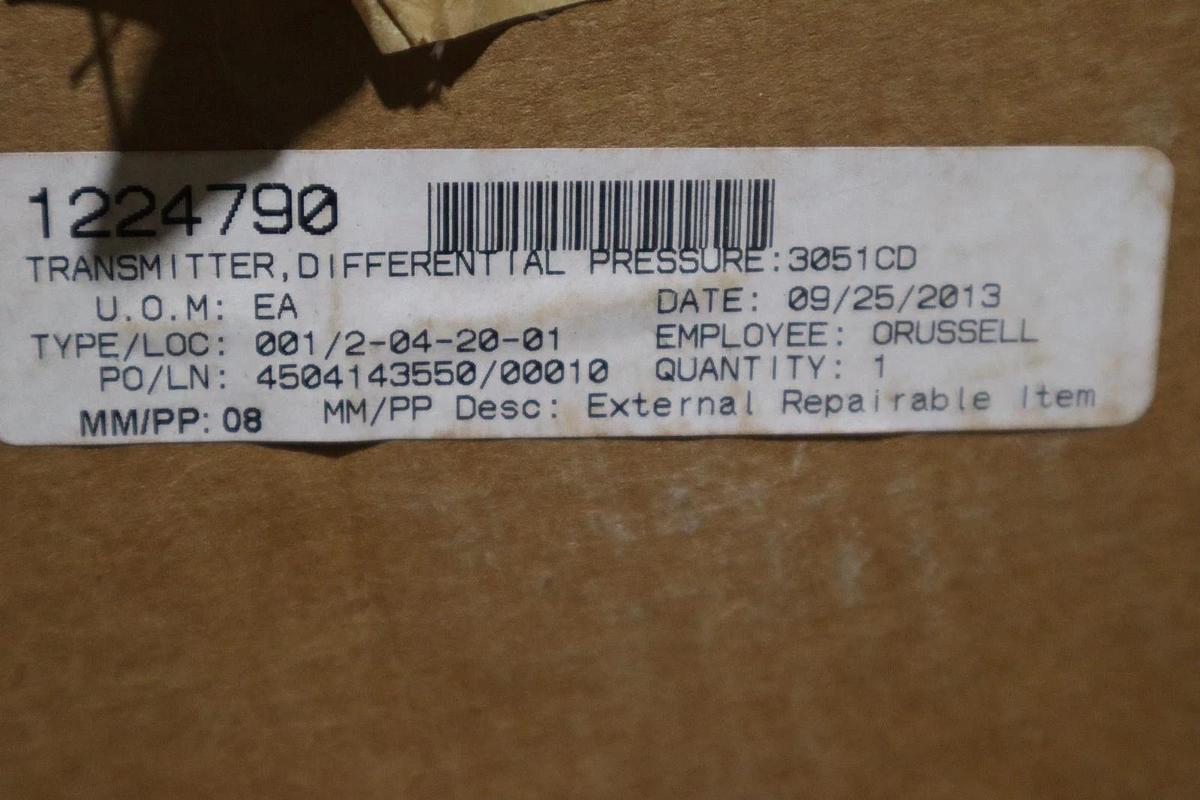 1224790
TRANSMITTER,DIFFERENTIAL PRESSURE:3051CD
U.O.M: EA DATE: 09/25/2013
TYPE/LOC: 001/2-04-20-01 EMPLOYEE: ORUSSELL
PO/LN: 4504143550/00010 QUANTITY: 1
MM/PP: 08 MM/PP Desc: External Repairable Item